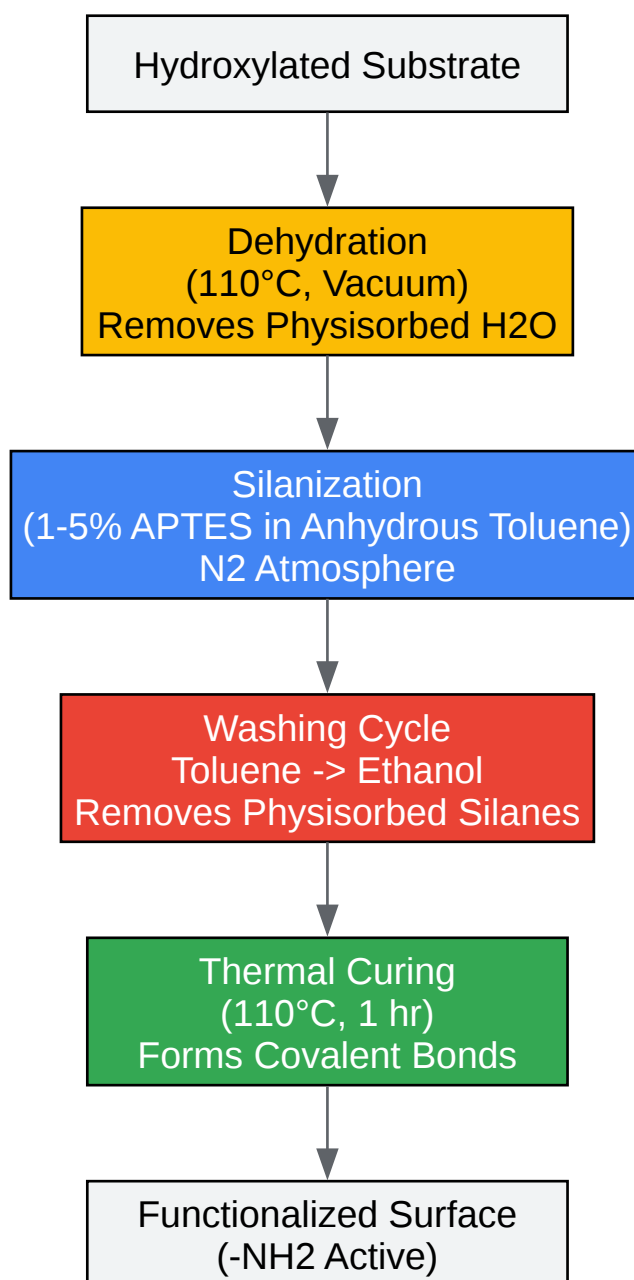 Hydroxylated Substrate
Dehydration
(110°C, Vacuum)
Removes Physisorbed H2O
Silanization
(1-5% APTES in Anhydrous Toluene)
N2 Atmosphere
Washing Cycle
Toluene -> Ethanol
Removes Physisorbed Silanes
Thermal Curing
(110°C, 1 hr)
Forms Covalent Bonds
Functionalized Surface
(-NH2 Active)